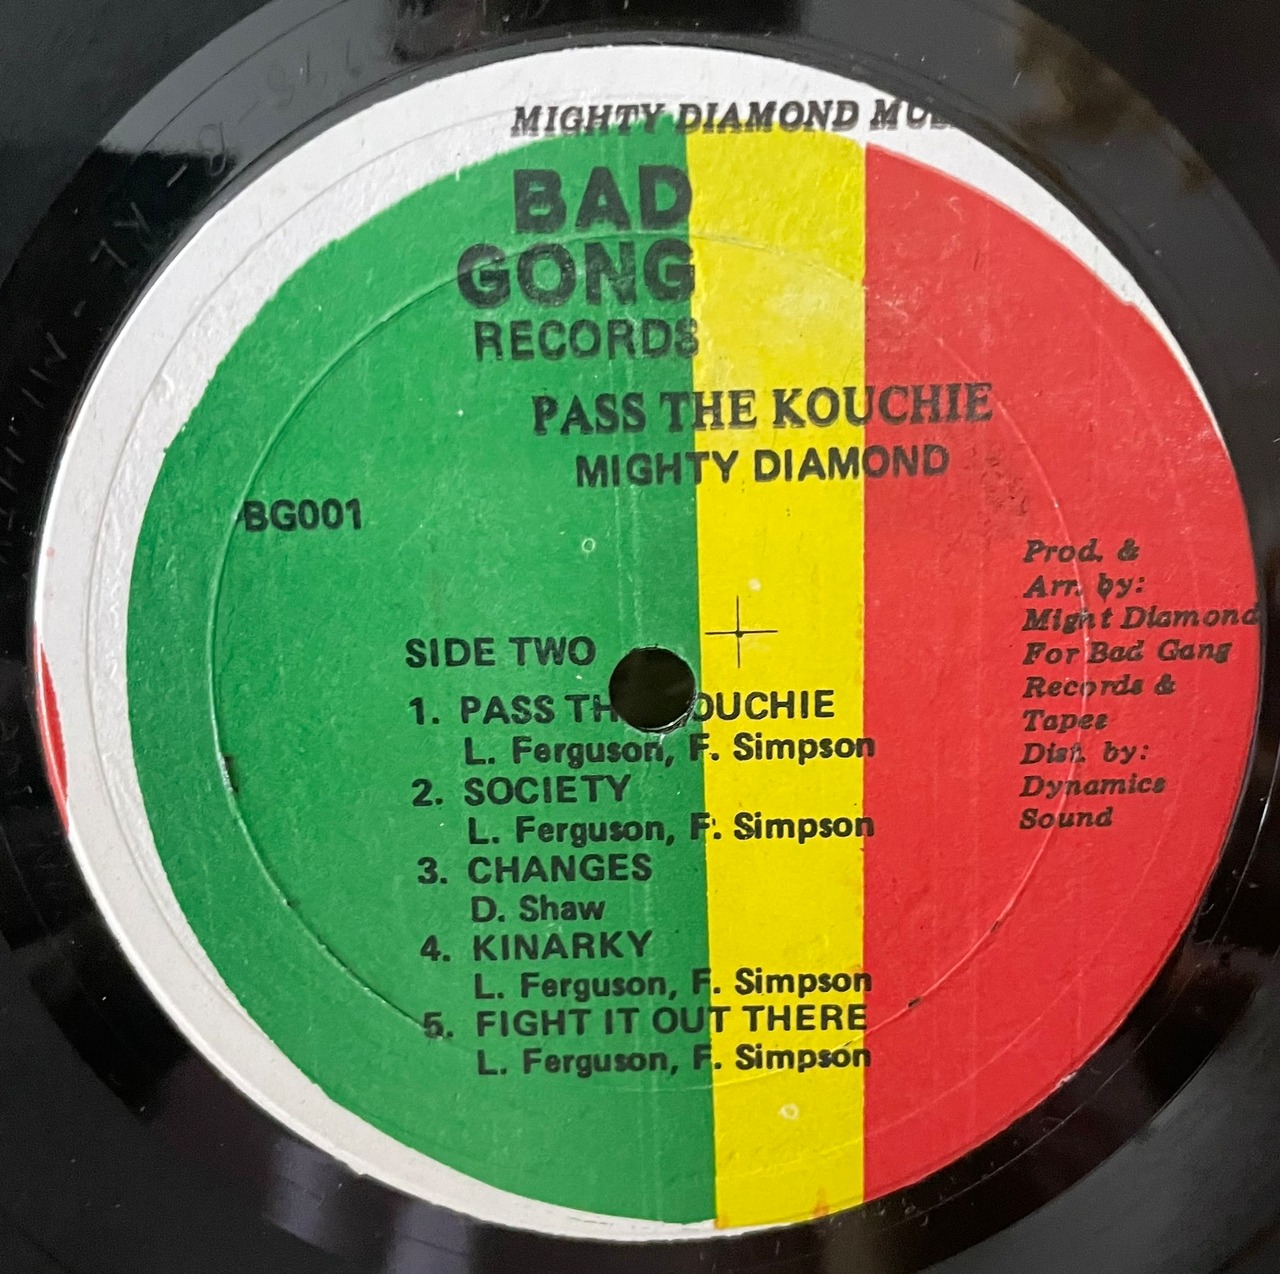 MIGHTY DIAMOND
BAD
GONG
RECORDS
PASS THE KOUCHIE
MIGHTY DIAMOND
BG001
Prod. &
Arr. by:
Might Diamond
For Bad Gang
Records &
Tapes
Dist. by:
Dynamics
Sound
SIDE TWO
1. PASS TH OUCHIE
L. Ferguson, F. Simpson
2. SOCIETY
L. Ferguson, F. Simpson
3. CHANGES
D. Shaw
4. KINARKY
L. Ferguson, F. Simpson
5. FIGHT IT OUT THERE
L. Ferguson, F. Simpson